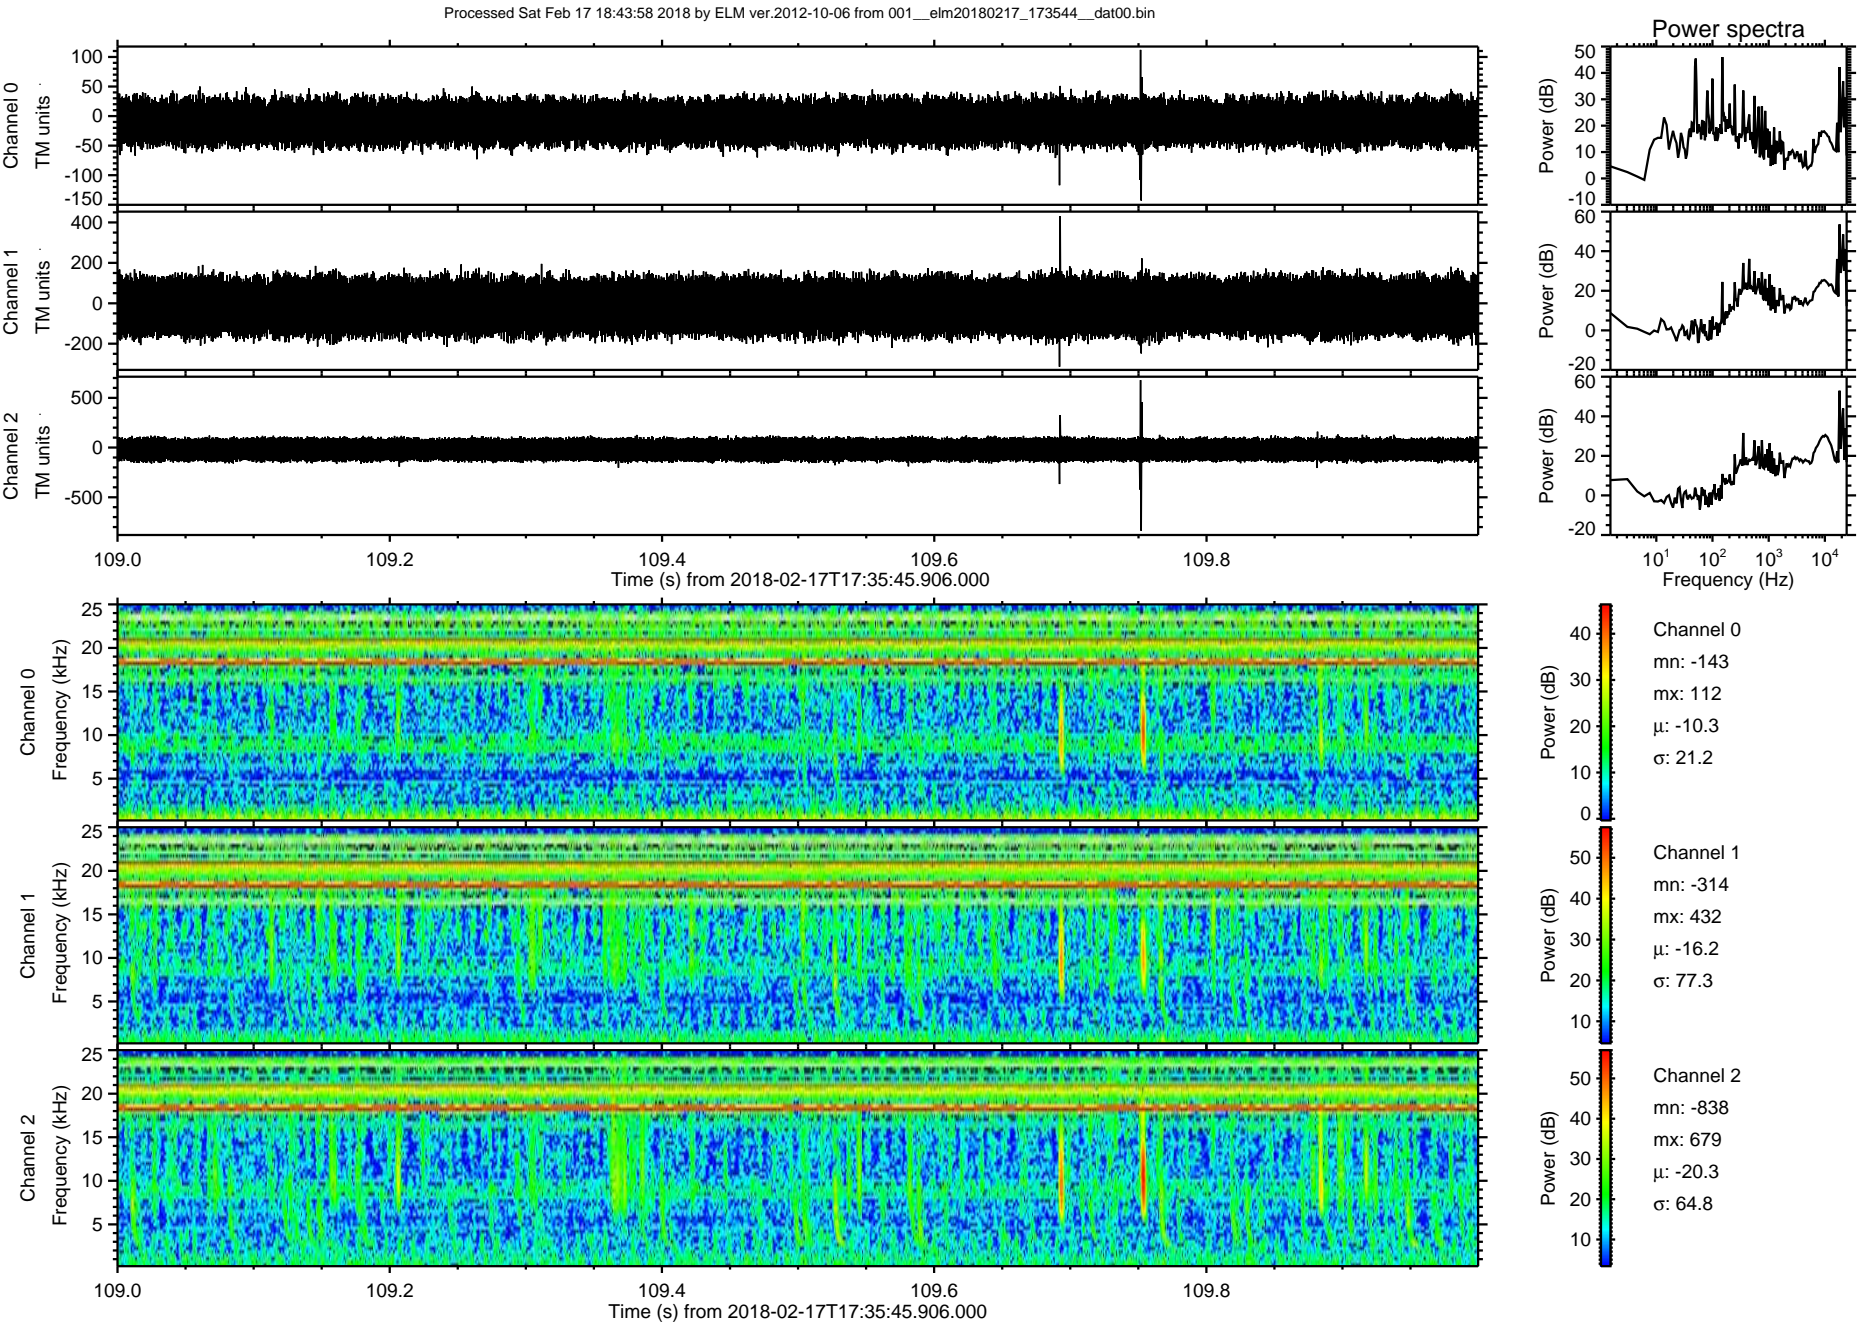 Processed Sat Feb 17 18:43:58 2018 by ELM ver.2012-10-06 from 001__elm20180217_173544__dat00.bin
Power spectra
Channel 0
TM units
100
50
0
-50
-100
-150
Power (dB)
50
40
30
20
10
0
-10
Channel 1
TM units
400
200
0
-200
Power (dB)
60
40
20
0
-20
Channel 2
TM units
500
0
-500
Power (dB)
60
40
20
0
-20
109.0 109.2 109.4 109.6 109.8
Time (s) from 2018-02-17T17:35:45.906.000
10¹ 10² 10³ 10⁴
Frequency (Hz)
Channel 0
Frequency (kHz)
25
20
15
10
5
Power (dB)
40
30
20
10
0
Channel 0
mn: -143
mx: 112
μ: -10.3
σ: 21.2
Channel 1
Frequency (kHz)
25
20
15
10
5
Power (dB)
50
40
30
20
10
Channel 1
mn: -314
mx: 432
μ: -16.2
σ: 77.3
Channel 2
Frequency (kHz)
25
20
15
10
5
Power (dB)
50
40
30
20
10
Channel 2
mn: -838
mx: 679
μ: -20.3
σ: 64.8
109.0 109.2 109.4 109.6 109.8
Time (s) from 2018-02-17T17:35:45.906.000